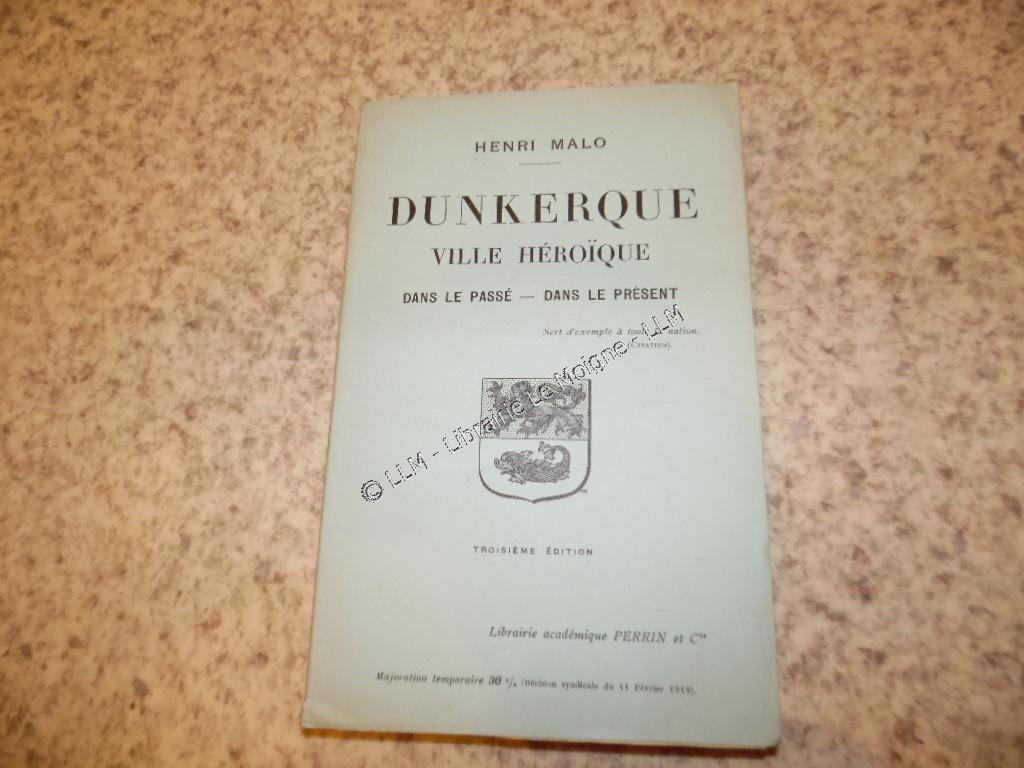 HENRI MALO
DUNKERQUE
VILLE HÉROÏQUE
DANS LE PASSÉ — DANS LE PRÉSENT
Sert d'exemple à toute la nation.
(CITATION).
© LLM - Librairie Le Moigne - LLM
TROISIÈME ÉDITION
Librairie académique PERRIN et Cie
Majoration temporaire 30 % (Décision syndicale du 11 Février 1918).